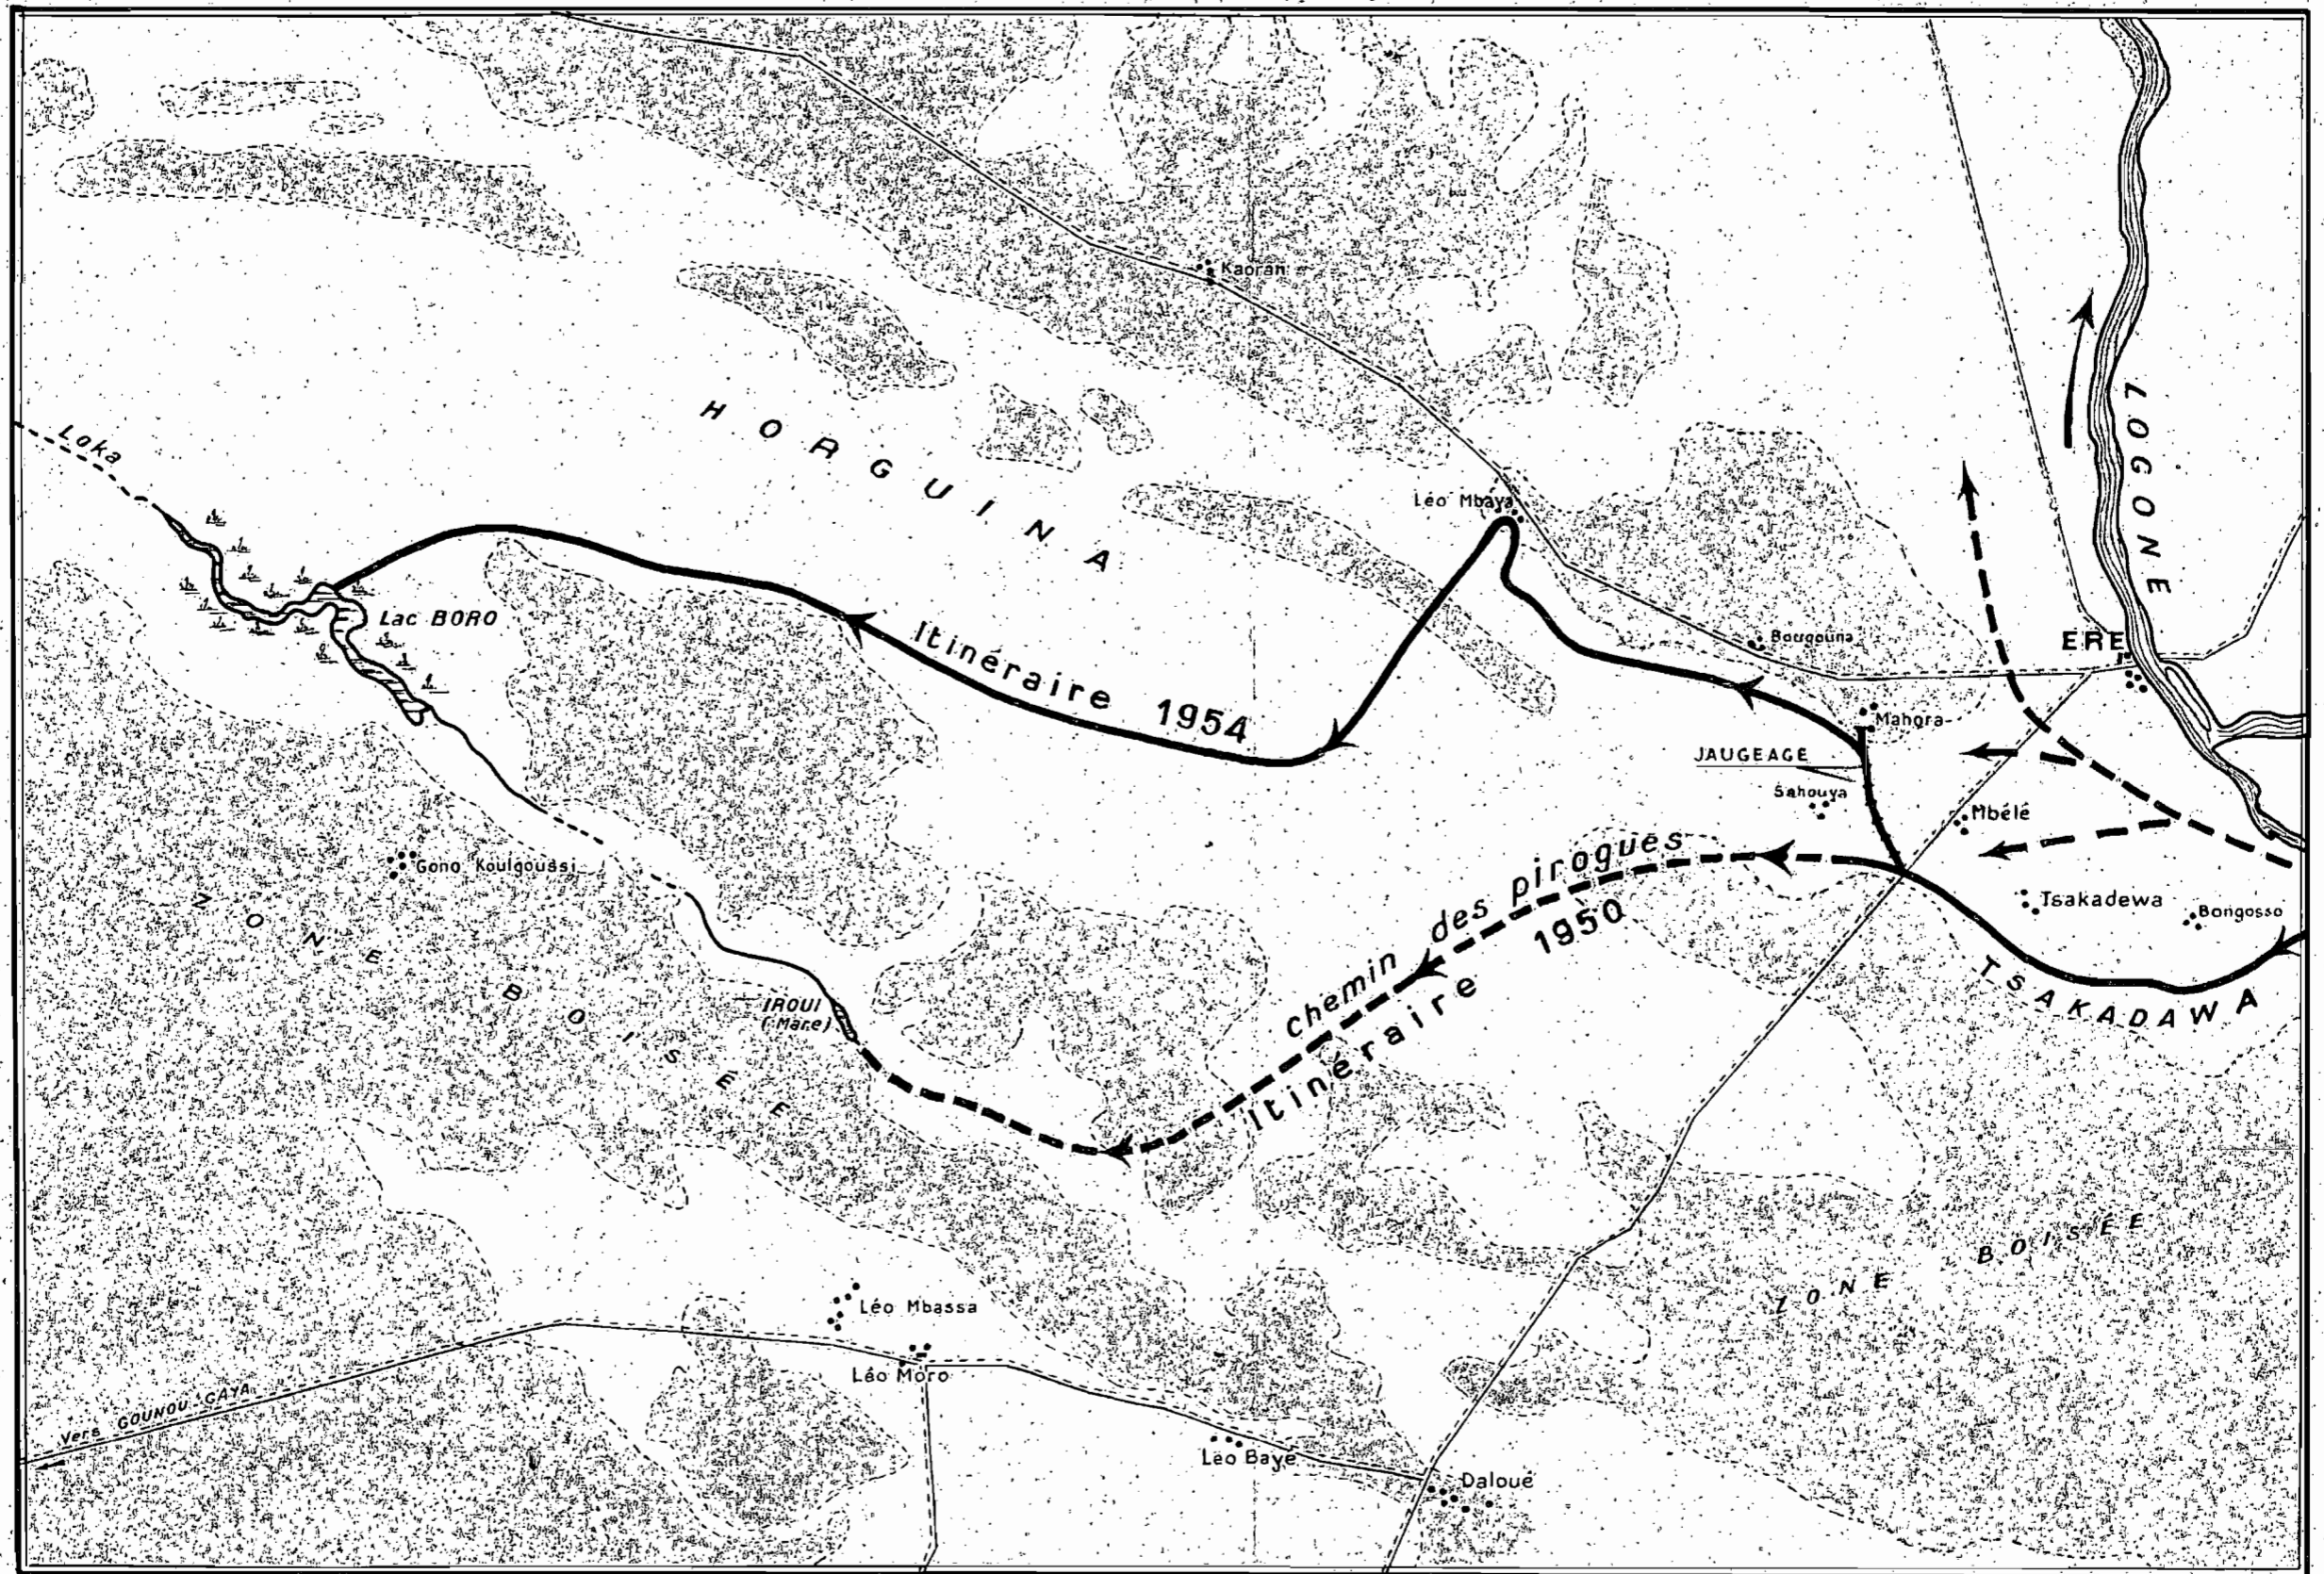 Kaoran
LOGONE
HORGUINA
Loka
Léo Mbaya
Lac BORO
Itinéraire 1954
Bougouna
ERE
Mahora
JAUGEAGE
Sahouya
Mbélé
chemin des pirogues
Itinéraire 1950
Gono Koulgoussi
Tsakadewa
Bongosso
TSAKADAWA
ZONE BOISÉE
IROUI
(Mare)
ZONE BOISÉE
Léo Mbassa
Léo Moro
Vers GOUNOU GAYA
Léo Baye
Daloué